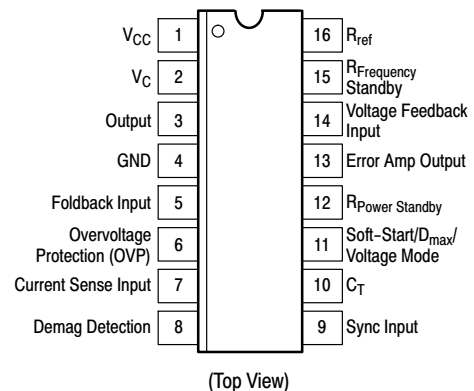 V_CC 1
V_C 2
Output 3
GND 4
Foldback Input 5
Overvoltage
Protection (OVP) 6
Current Sense Input 7
Demag Detection 8
16 R_ref
15 R_Frequency
Standby
14 Voltage Feedback
Input
13 Error Amp Output
12 R_Power Standby
11 Soft-Start/D_max/
Voltage Mode
10 C_T
9 Sync Input
(Top View)